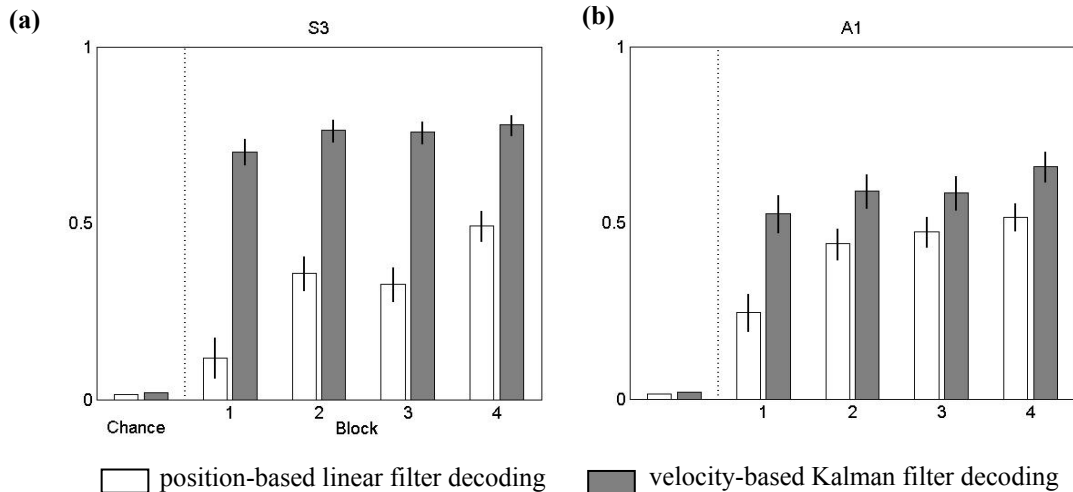 (a)
S3
1
0.5
0
Chance
1
2
3
4
Block
(b)
A1
1
0.5
0
1
2
3
4
position-based linear filter decoding
velocity-based Kalman filter decoding